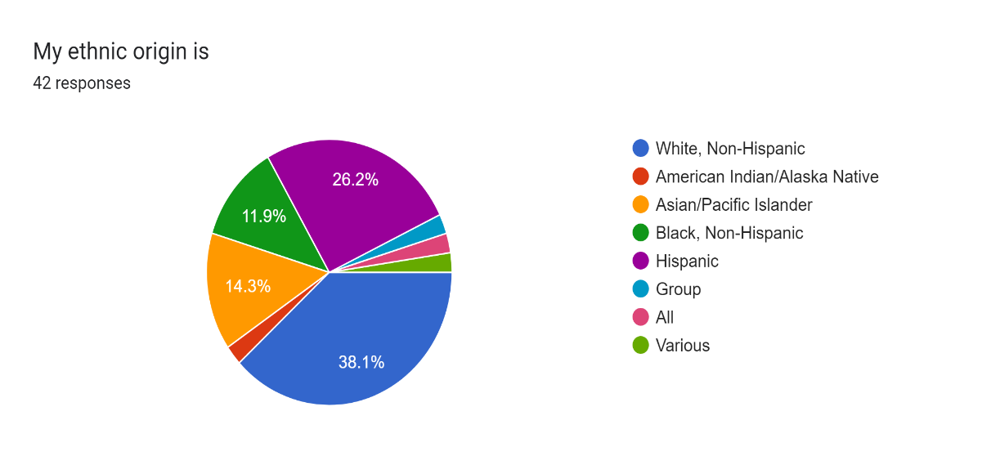 My ethnic origin is
42 responses
26.2%
11.9%
14.3%
38.1%
White, Non-Hispanic
American Indian/Alaska Native
Asian/Pacific Islander
Black, Non-Hispanic
Hispanic
Group
All
Various